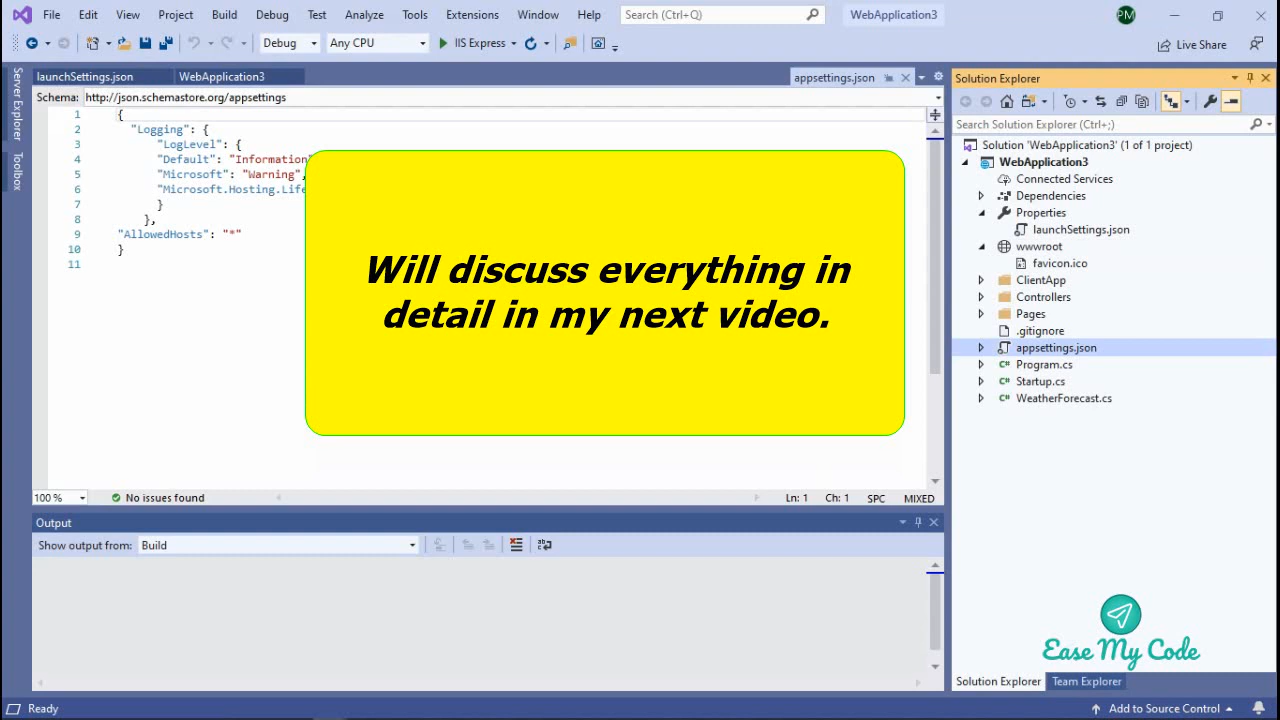 File Edit View Project Build Debug Test Analyze Tools Extensions Window Help Search (Ctrl+Q) WebApplication3 PM
Debug Any CPU IIS Express Live Share
launchSettings.json WebApplication3 appsettings.json
Schema: http://json.schemastore.org/appsettings
Server Explorer
Toolbox
1 {
2 "Logging": {
3 "LogLevel": {
4 "Default": "Information"
5 "Microsoft": "Warning",
6 "Microsoft.Hosting.Life
7 }
8 },
9 "AllowedHosts": "*"
10 }
11
Will discuss everything in
detail in my next video.
100 % No issues found Ln: 1 Ch: 1 SPC MIXED
Output
Show output from: Build
Solution Explorer
Search Solution Explorer (Ctrl+;)
Solution 'WebApplication3' (1 of 1 project)
WebApplication3
Connected Services
Dependencies
Properties
launchSettings.json
wwwroot
favicon.ico
ClientApp
Controllers
Pages
.gitignore
appsettings.json
C# Program.cs
C# Startup.cs
C# WeatherForecast.cs
Ease My Code
Solution Explorer Team Explorer
Ready Add to Source Control